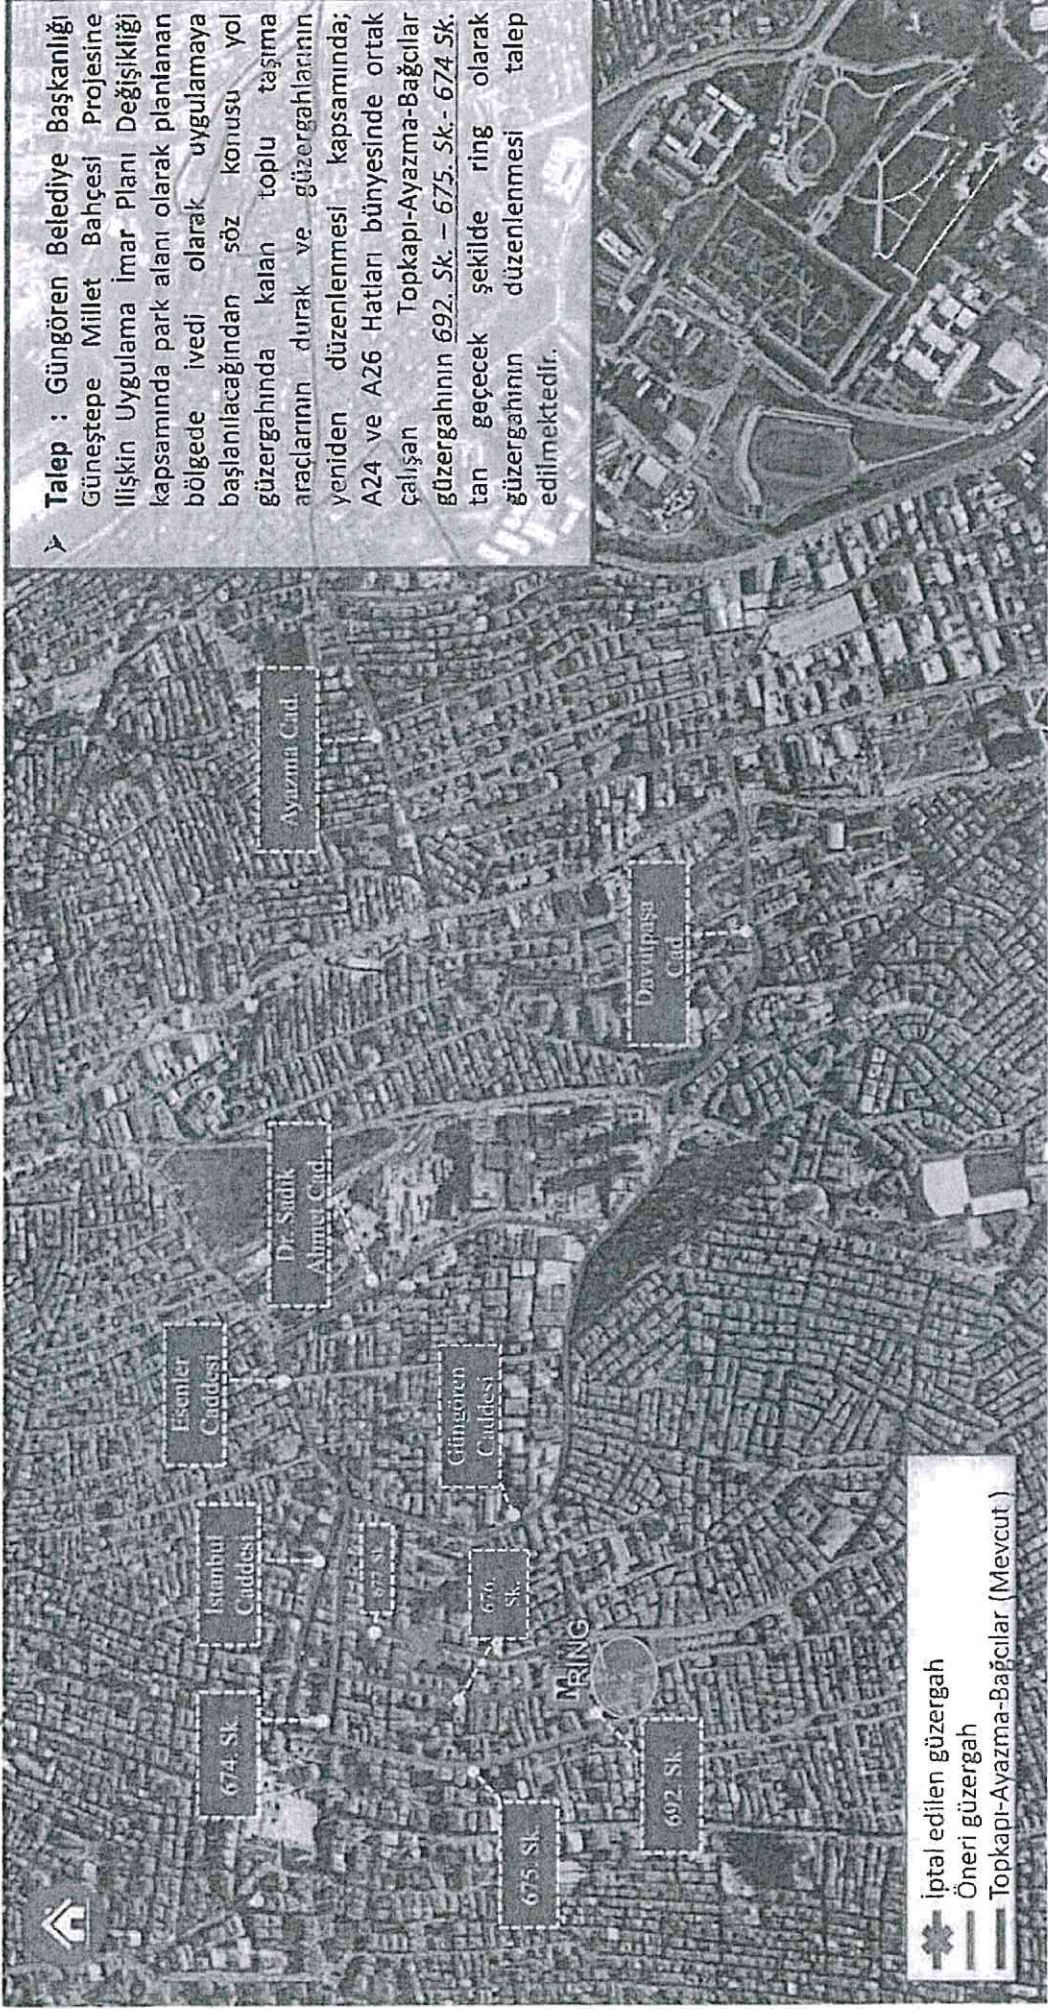 ➤ Talep : Güngören Belediye Başkanlığı
Güneştepe Millet Bahçesi Projesine
İlişkin Uygulama İmar Planı Değişikliği
kapsamında park alanı olarak planlanan
bölgede ivedi olarak uygulamaya
başlanılacağından söz konusu yol
güzergahında kalan toplu taşıma
araçlarının durak ve güzergahlarının
yeniden düzenlenmesi kapsamında;
A24 ve A26 Hatları bünyesinde ortak
çalışan Topkapı-Ayazma-Bağcılar
güzergahının 692. Sk. – 675. Sk.- 674 Sk.
tan geçecek şekilde ring olarak
güzergahının düzenlenmesi talep
edilmektedir.
Ayazma Cad.
Davutpaşa
Cad
Dr. Sadık
Ahmet Cad.
Esenler
Caddesi
Güngören
Caddesi
İstanbul
Caddesi
677. Sk.
676.
Sk.
674. Sk.
675. Sk.
692. Sk.
RING
İptal edilen güzergah
Öneri güzergah
Topkapı-Ayazma-Bağcılar (Mevcut )